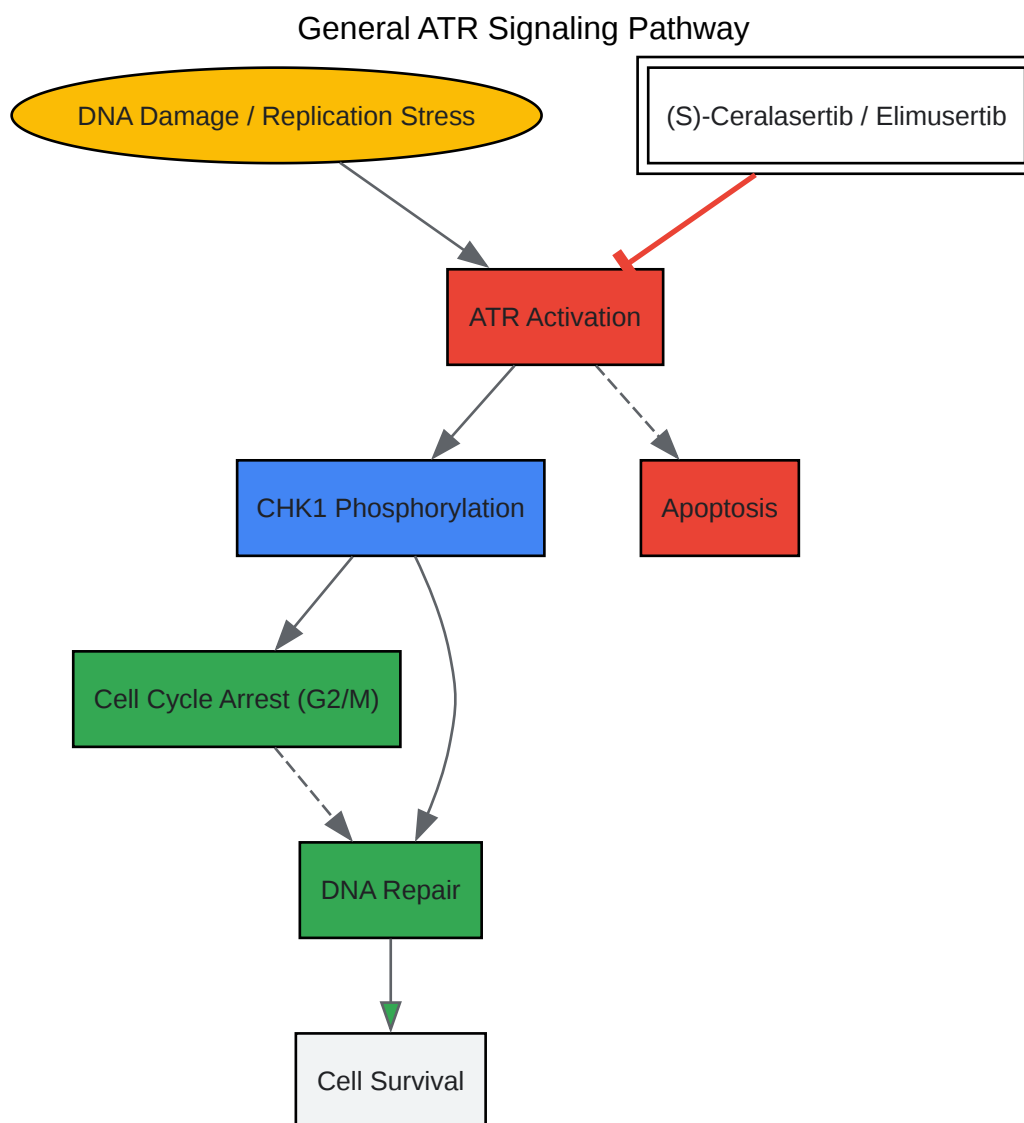 General ATR Signaling Pathway
DNA Damage / Replication Stress
(S)-Ceralasertib / Elimusertib
ATR Activation
CHK1 Phosphorylation
Apoptosis
Cell Cycle Arrest (G2/M)
DNA Repair
Cell Survival